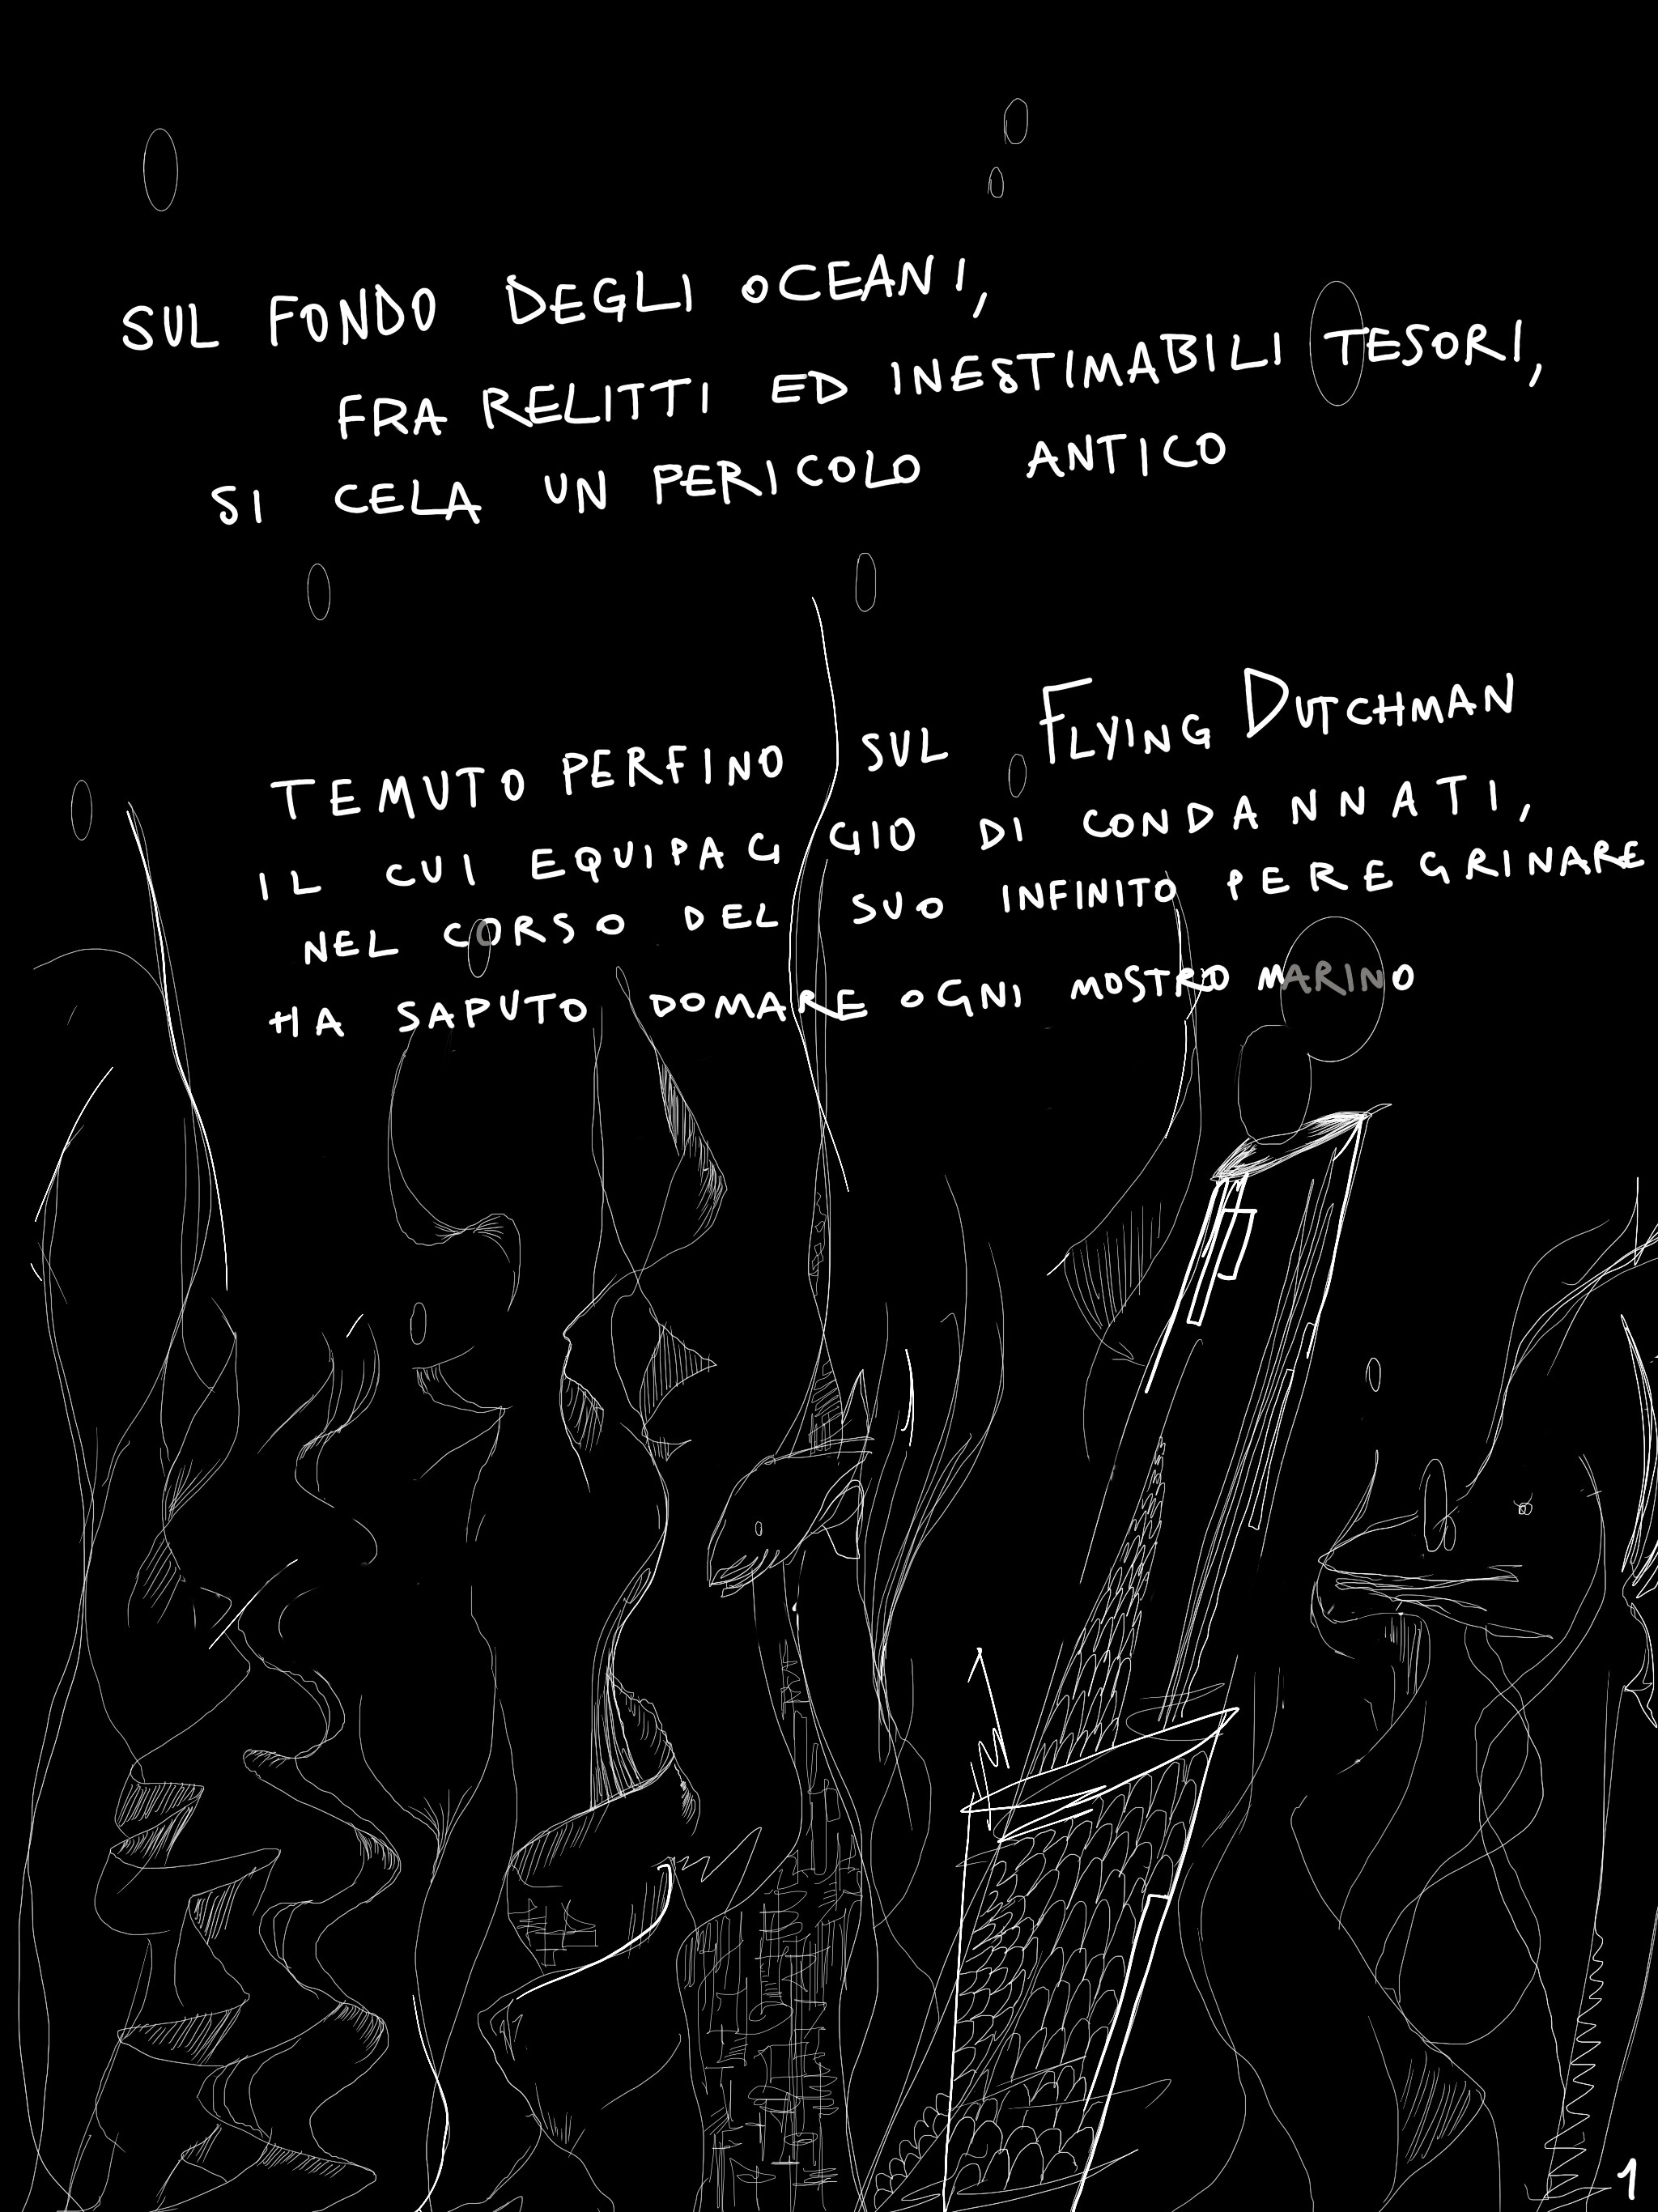 SUL FONDO DEGLI OCEANI,
FRA RELITTI ED INESTIMABILI TESORI,
SI CELA UN PERICOLO ANTICO
TEMUTO PERFINO SUL FLYING DUTCHMAN
IL CUI EQUIPAGGIO DI CONDANNATI,
NEL CORSO DEL SUO INFINITO PEREGRINARE
HA SAPUTO DOMARE OGNI MOSTRO MARINO
1